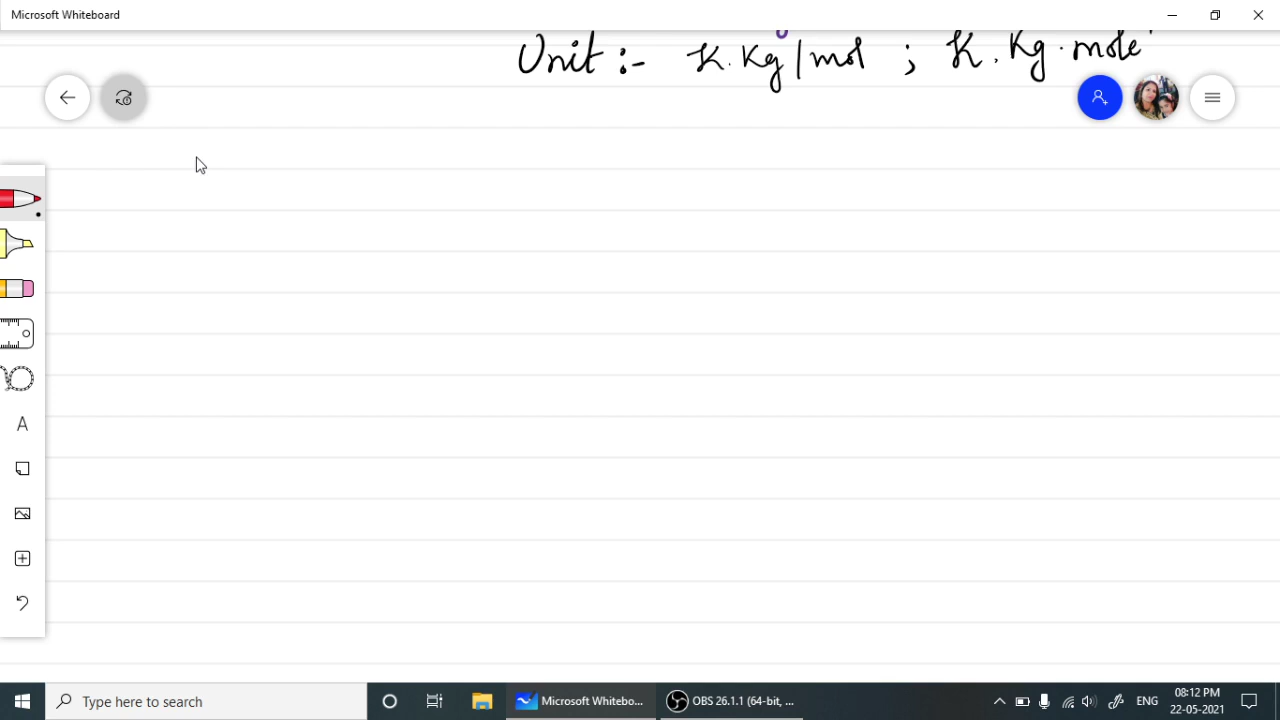 Microsoft Whiteboard
Unit :- K. Kg/mol ; K. Kg. mole
A
Type here to search
Microsoft Whitebo...
OBS 26.1.1 (64-bit, ...
ENG
08:12 PM
22-05-2021